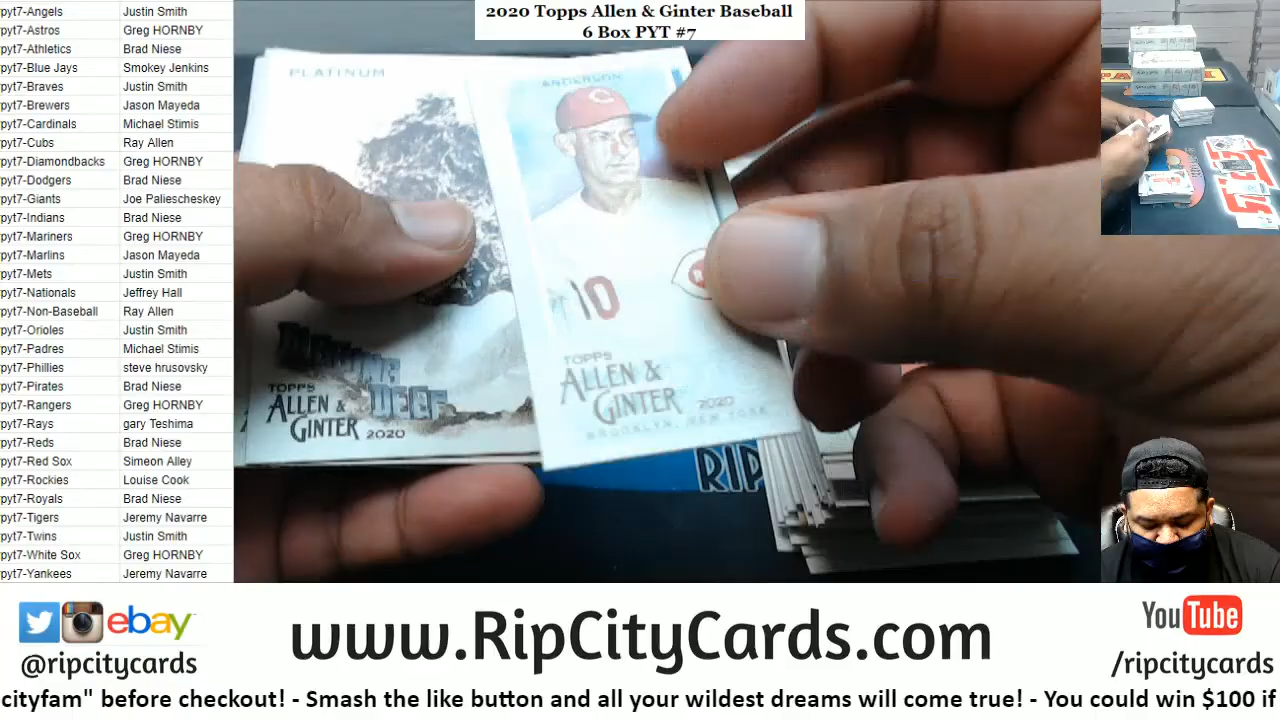 2020 Topps Allen & Ginter Baseball
6 Box PYT #7
pyt7-Angels Justin Smith
pyt7-Astros Greg HORNBY
pyt7-Athletics Brad Niese
pyt7-Blue Jays Smokey Jenkins
pyt7-Braves Justin Smith
pyt7-Brewers Jason Mayeda
pyt7-Cardinals Michael Stimis
pyt7-Cubs Ray Allen
pyt7-Diamondbacks Greg HORNBY
pyt7-Dodgers Brad Niese
pyt7-Giants Joe Paliescheskey
pyt7-Indians Brad Niese
pyt7-Mariners Greg HORNBY
pyt7-Marlins Jason Mayeda
pyt7-Mets Justin Smith
pyt7-Nationals Jeffrey Hall
pyt7-Non-Baseball Ray Allen
pyt7-Orioles Justin Smith
pyt7-Padres Michael Stimis
pyt7-Phillies steve hrusovsky
pyt7-Pirates Brad Niese
pyt7-Rangers Greg HORNBY
pyt7-Rays gary Teshima
pyt7-Reds Brad Niese
pyt7-Red Sox Simeon Alley
pyt7-Rockies Louise Cook
pyt7-Royals Brad Niese
pyt7-Tigers Jeremy Navarre
pyt7-Twins Justin Smith
pyt7-White Sox Greg HORNBY
pyt7-Yankees Jeremy Navarre
PLATINUM
TOPPS
ALLEN &
GINTER 2020
ANDERSON
10
TOPPS
ALLEN &
GINTER 2020
BROOKLYN, NEW YORK
RIP
ebay
@ripcitycards
www.RipCityCards.com
YouTube
/ripcitycards
cityfam" before checkout! - Smash the like button and all your wildest dreams will come true! - You could win $100 if